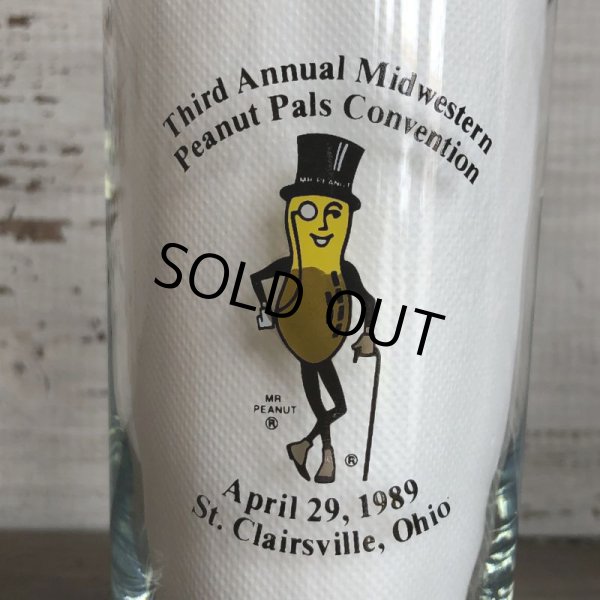 Third Annual Midwestern
Peanut Pals Convention
MR PEANUT
SOLD OUT
MR
PEANUT
®
®
April 29, 1989
St. Clairsville, Ohio